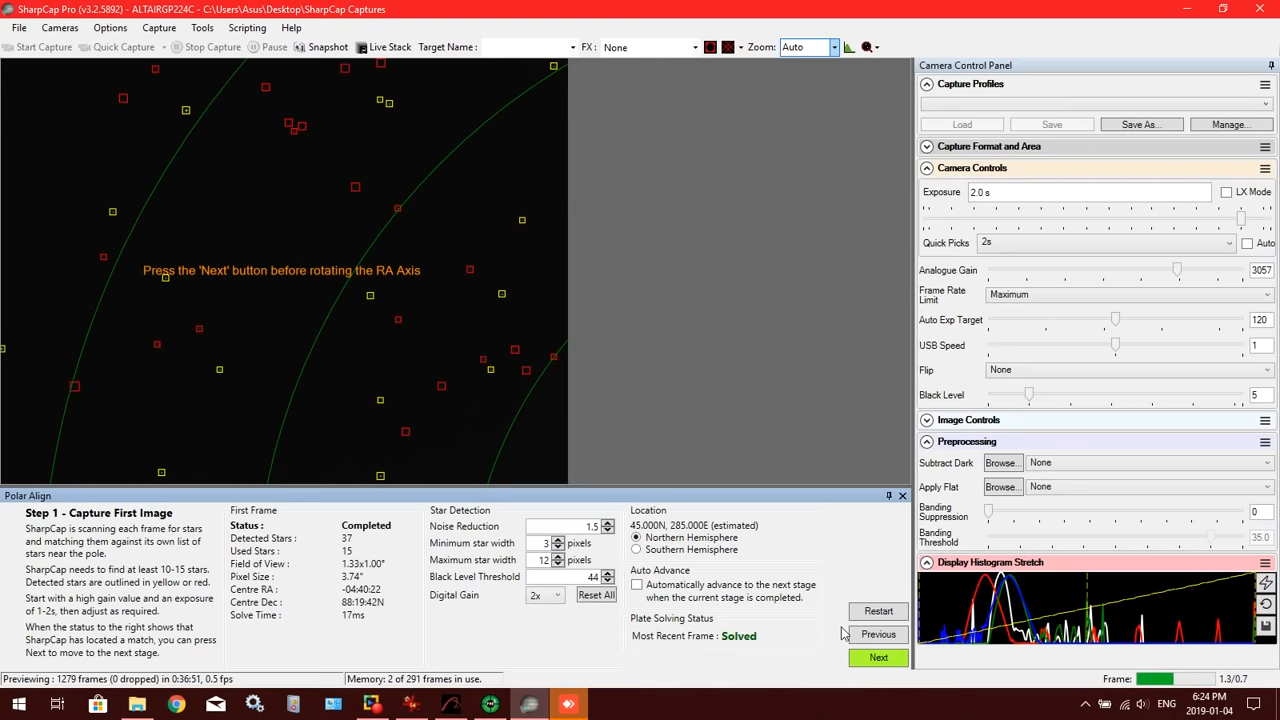 SharpCap Pro (v3.2.5892) - ALTAIRGP224C - C:\Users\Asus\Desktop\SharpCap Captures
File Cameras Options Capture Tools Scripting Help
Start Capture Quick Capture Stop Capture Pause Snapshot Live Stack Target Name : FX : None Zoom: Auto
Press the 'Next' button before rotating the RA Axis
Camera Control Panel
Capture Profiles
Load Save Save As... Manage...
Capture Format and Area
Camera Controls
Exposure 2.0 s LX Mode
Quick Picks 2s Auto
Analogue Gain 3057
Frame Rate
Limit Maximum
Auto Exp Target 120
USB Speed 1
Flip None
Black Level 5
Image Controls
Preprocessing
Subtract Dark Browse... None
Apply Flat Browse... None
Banding
Suppression 0
Banding
Threshold 35.0
Display Histogram Stretch
Polar Align
Step 1 - Capture First Image
SharpCap is scanning each frame for stars
and matching them against its own list of
stars near the pole.
SharpCap needs to find at least 10-15 stars.
Detected stars are outlined in yellow or red.
Start with a high gain value and an exposure
of 1-2s, then adjust as required.
When the status to the right shows that
SharpCap has located a match, you can press
Next to move to the next stage.
First Frame
Status : Completed
Detected Stars : 37
Used Stars : 15
Field of View : 1.33x1.00°
Pixel Size : 3.74"
Centre RA : -04:40:22
Centre Dec : 88:19:42N
Solve Time : 17ms
Star Detection
Noise Reduction 1.5
Minimum star width 3 pixels
Maximum star width 12 pixels
Black Level Threshold 44
Digital Gain 2x Reset All
Location
45.000N, 285.000E (estimated)
Northern Hemisphere
Southern Hemisphere
Auto Advance
Automatically advance to the next stage
when the current stage is completed.
Plate Solving Status
Most Recent Frame : Solved
Restart
Previous
Next
Previewing : 1279 frames (0 dropped) in 0:36:51, 0.5 fps Memory: 2 of 291 frames in use. Frame: 1.3/0.7
ENG 6:24 PM
2019-01-04